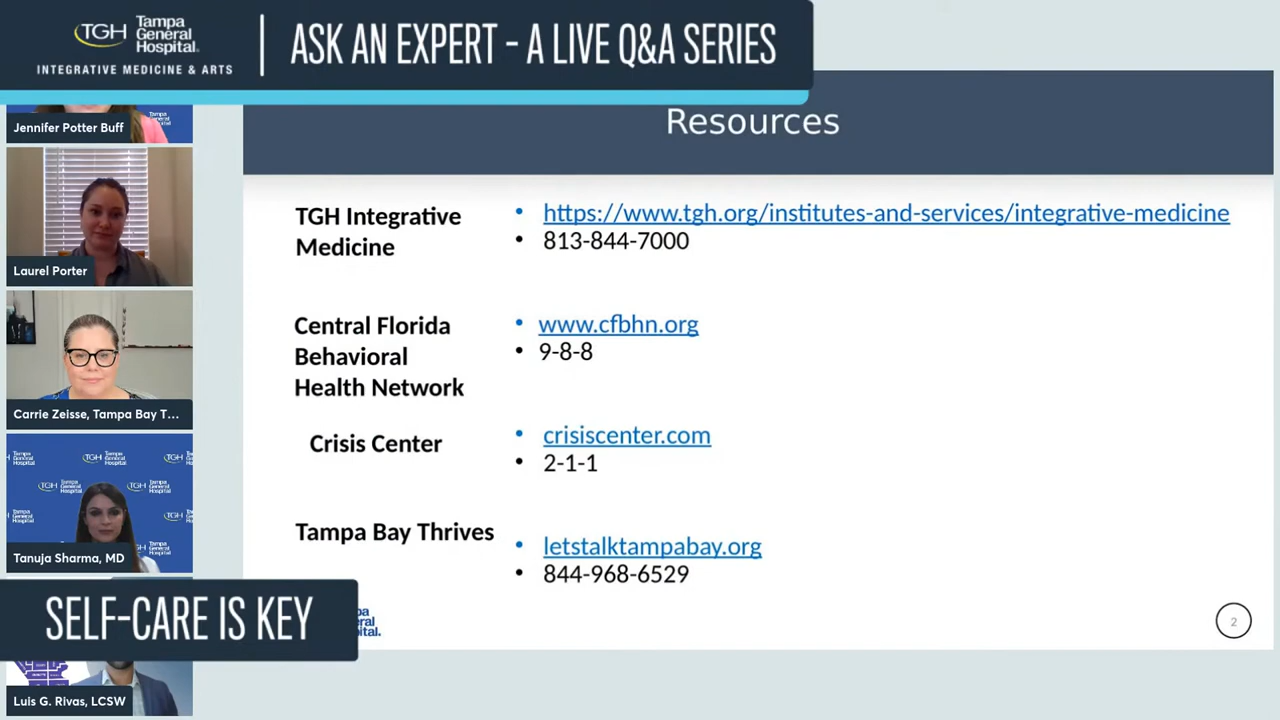 TGH Tampa
General
Hospital.
INTEGRATIVE MEDICINE & ARTS
ASK AN EXPERT - A LIVE Q&A SERIES
Resources
Jennifer Potter Buff
Laurel Porter
Carrie Zeisse, Tampa Bay T...
Tanuja Sharma, MD
Luis G. Rivas, LCSW
TGH Integrative
Medicine
• https://www.tgh.org/institutes-and-services/integrative-medicine
• 813-844-7000
Central Florida
Behavioral
Health Network
• www.cfbhn.org
• 9-8-8
Crisis Center
• crisiscenter.com
• 2-1-1
Tampa Bay Thrives
• letstalktampabay.org
• 844-968-6529
SELF-CARE IS KEY
2